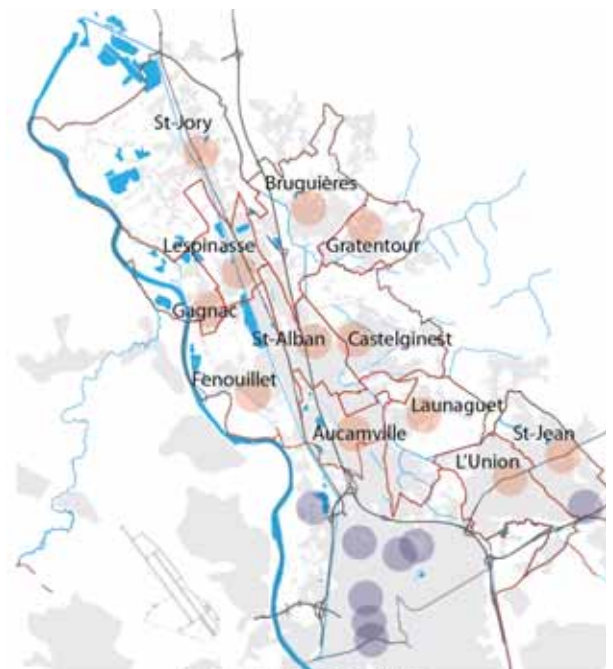 St-Jory
Bruguières
Gratentour
Lespinasse
Gagnac
St-Alban
Castelginest
Fenouillet
Launaguet
Aucamville
St-Jean
L'Union